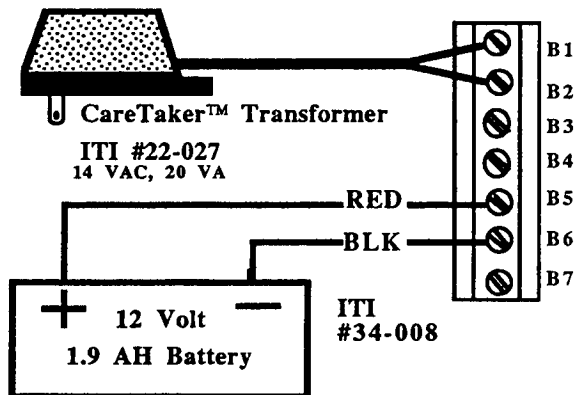 CareTaker™ Transformer
ITI #22-027
14 VAC, 20 VA
B1
B2
B3
B4
B5
B6
B7
RED
BLK
12 Volt
1.9 AH Battery
ITI
#34-008